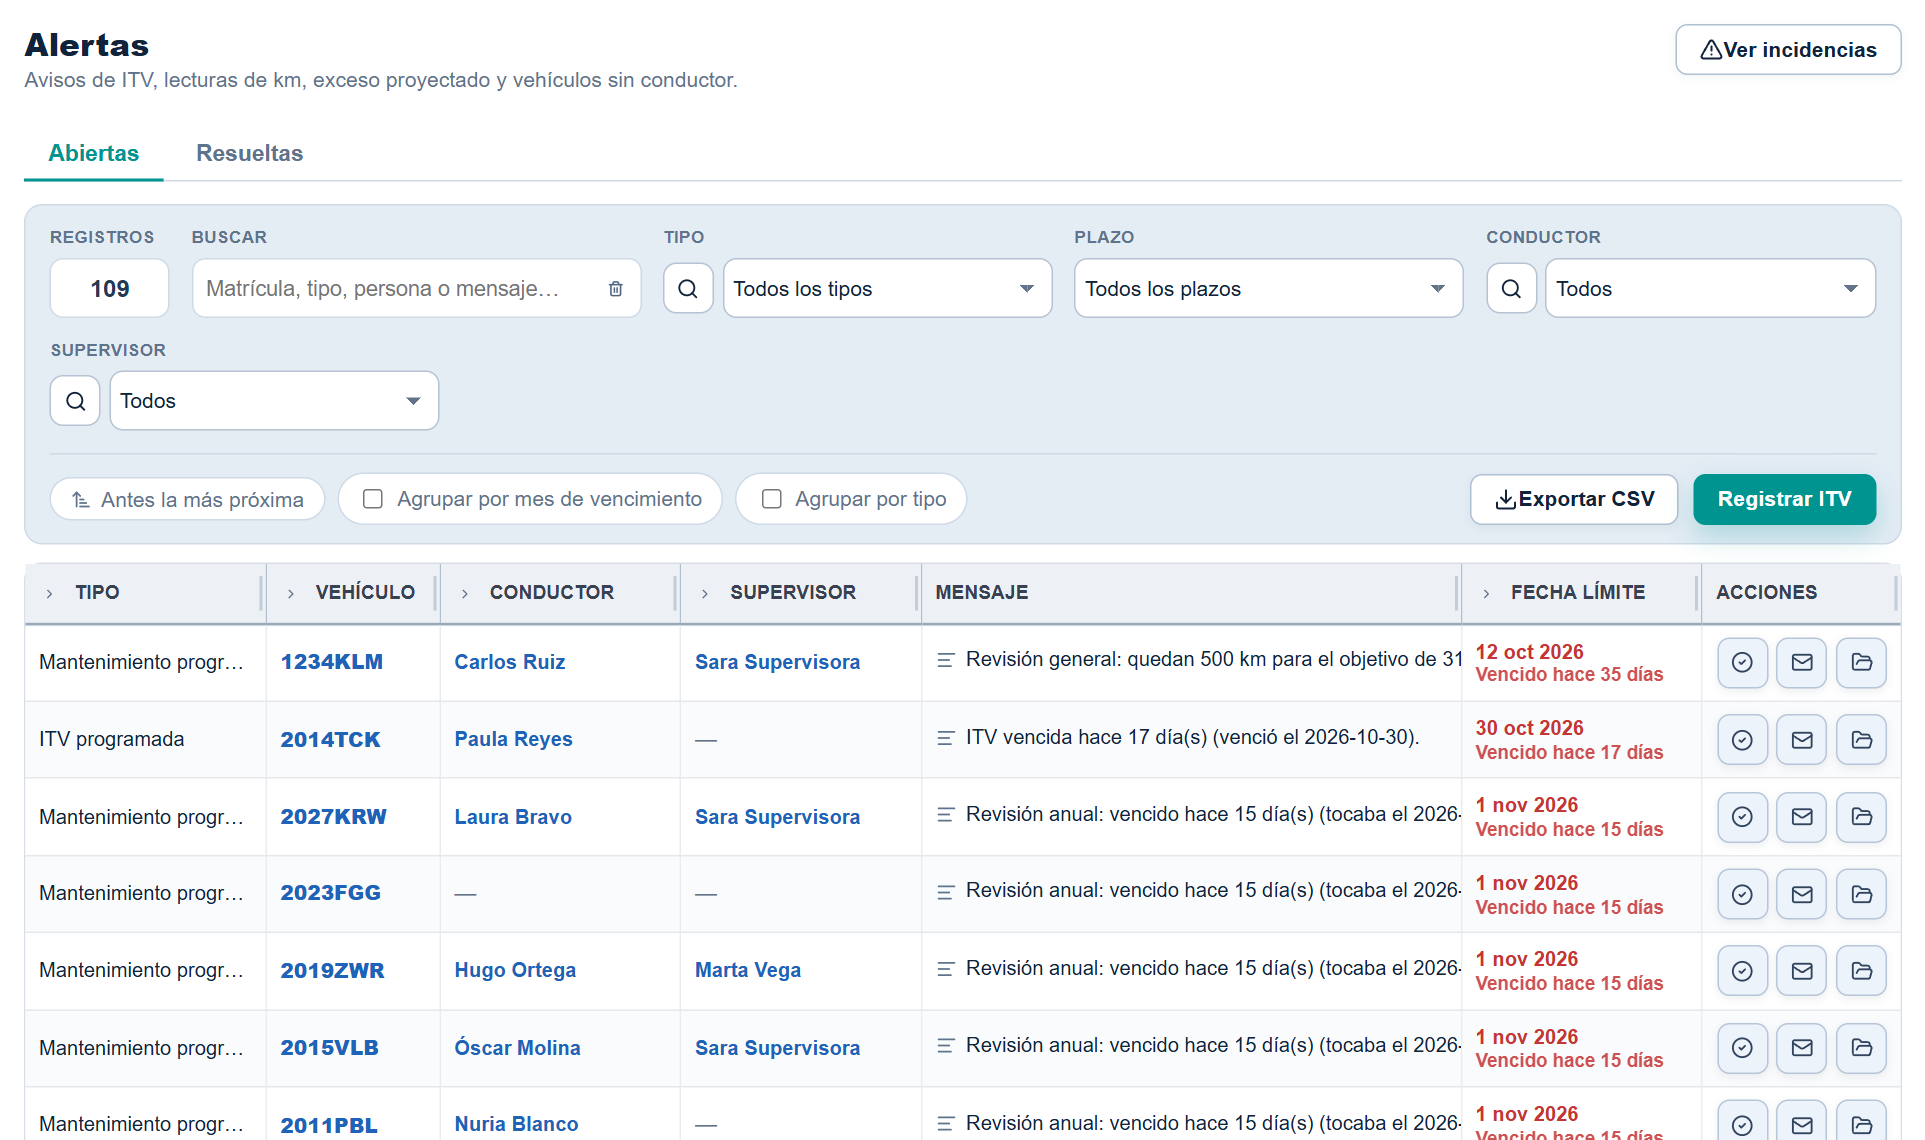 Alertas
Ver incidencias
Avisos de ITV, lecturas de km, exceso proyectado y vehículos sin conductor.
Abiertas Resueltas
REGISTROS BUSCAR TIPO PLAZO CONDUCTOR
109 Matrícula, tipo, persona o mensaje… Todos los tipos Todos los plazos Todos
SUPERVISOR
Todos
Antes la más próxima Agrupar por mes de vencimiento Agrupar por tipo Exportar CSV Registrar ITV
TIPO VEHÍCULO CONDUCTOR SUPERVISOR MENSAJE FECHA LÍMITE ACCIONES
Mantenimiento progr… 1234KLM Carlos Ruiz Sara Supervisora Revisión general: quedan 500 km para el objetivo de 31 12 oct 2026
Vencido hace 35 días
ITV programada 2014TCK Paula Reyes — ITV vencida hace 17 día(s) (venció el 2026-10-30). 30 oct 2026
Vencido hace 17 días
Mantenimiento progr… 2027KRW Laura Bravo Sara Supervisora Revisión anual: vencido hace 15 día(s) (tocaba el 2026- 1 nov 2026
Vencido hace 15 días
Mantenimiento progr… 2023FGG — — Revisión anual: vencido hace 15 día(s) (tocaba el 2026- 1 nov 2026
Vencido hace 15 días
Mantenimiento progr… 2019ZWR Hugo Ortega Marta Vega Revisión anual: vencido hace 15 día(s) (tocaba el 2026- 1 nov 2026
Vencido hace 15 días
Mantenimiento progr… 2015VLB Óscar Molina Sara Supervisora Revisión anual: vencido hace 15 día(s) (tocaba el 2026- 1 nov 2026
Vencido hace 15 días
Mantenimiento progr… 2011PBL Nuria Blanco — Revisión anual: vencido hace 15 día(s) (tocaba el 2026- 1 nov 2026
Vencido hace 15 días